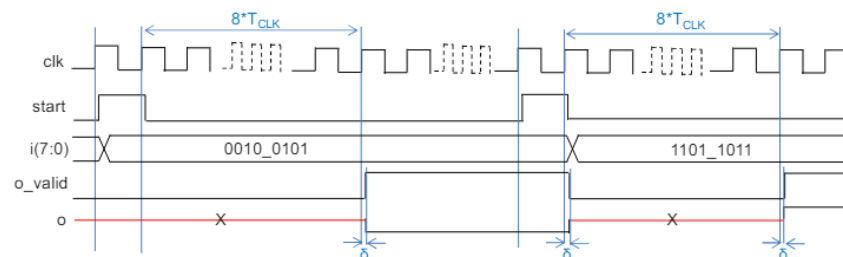 8*TCLK 8*TCLK
clk
start
i(7:0) 0010_0101 1101_1011
o_valid
o X X
δ δ δ